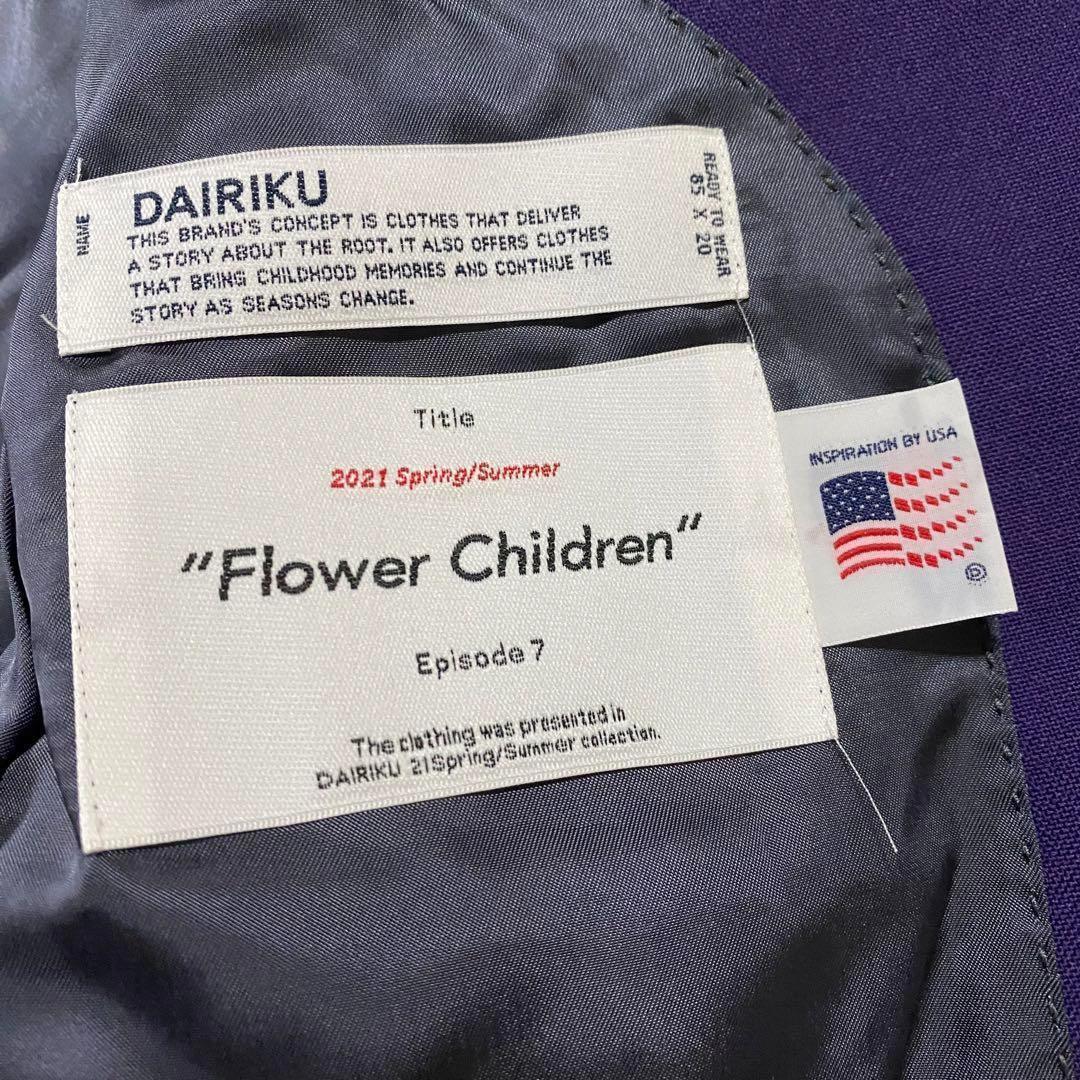 NAME
DAIRIKU
THIS BRAND'S CONCEPT IS CLOTHES THAT DELIVER
A STORY ABOUT THE ROOT. IT ALSO OFFERS CLOTHES
THAT BRING CHILDHOOD MEMORIES AND CONTINUE THE
STORY AS SEASONS CHANGE.
READY TO WEAR
85 X 20
Title
2021 Spring/Summer
"Flower Children"
Episode 7
The clothing was presented in
DAIRIKU 21Spring/Summer collection.
INSPIRATION BY USA